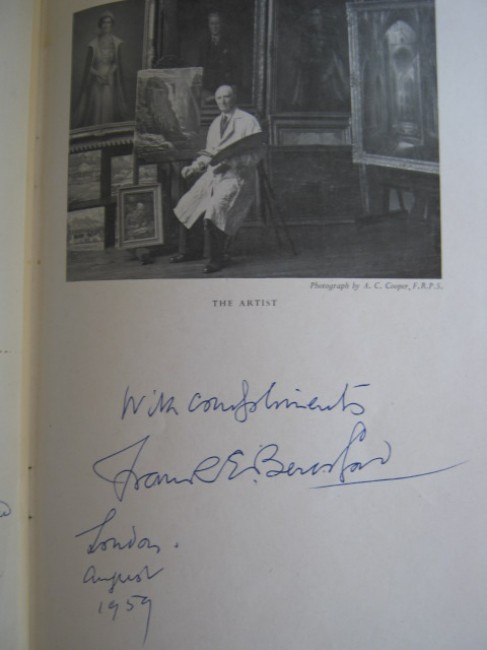 Photograph by A. C. Cooper, F.R.P.S.
THE ARTIST
With compliments
Frank E. Beresford
London.
August
1959